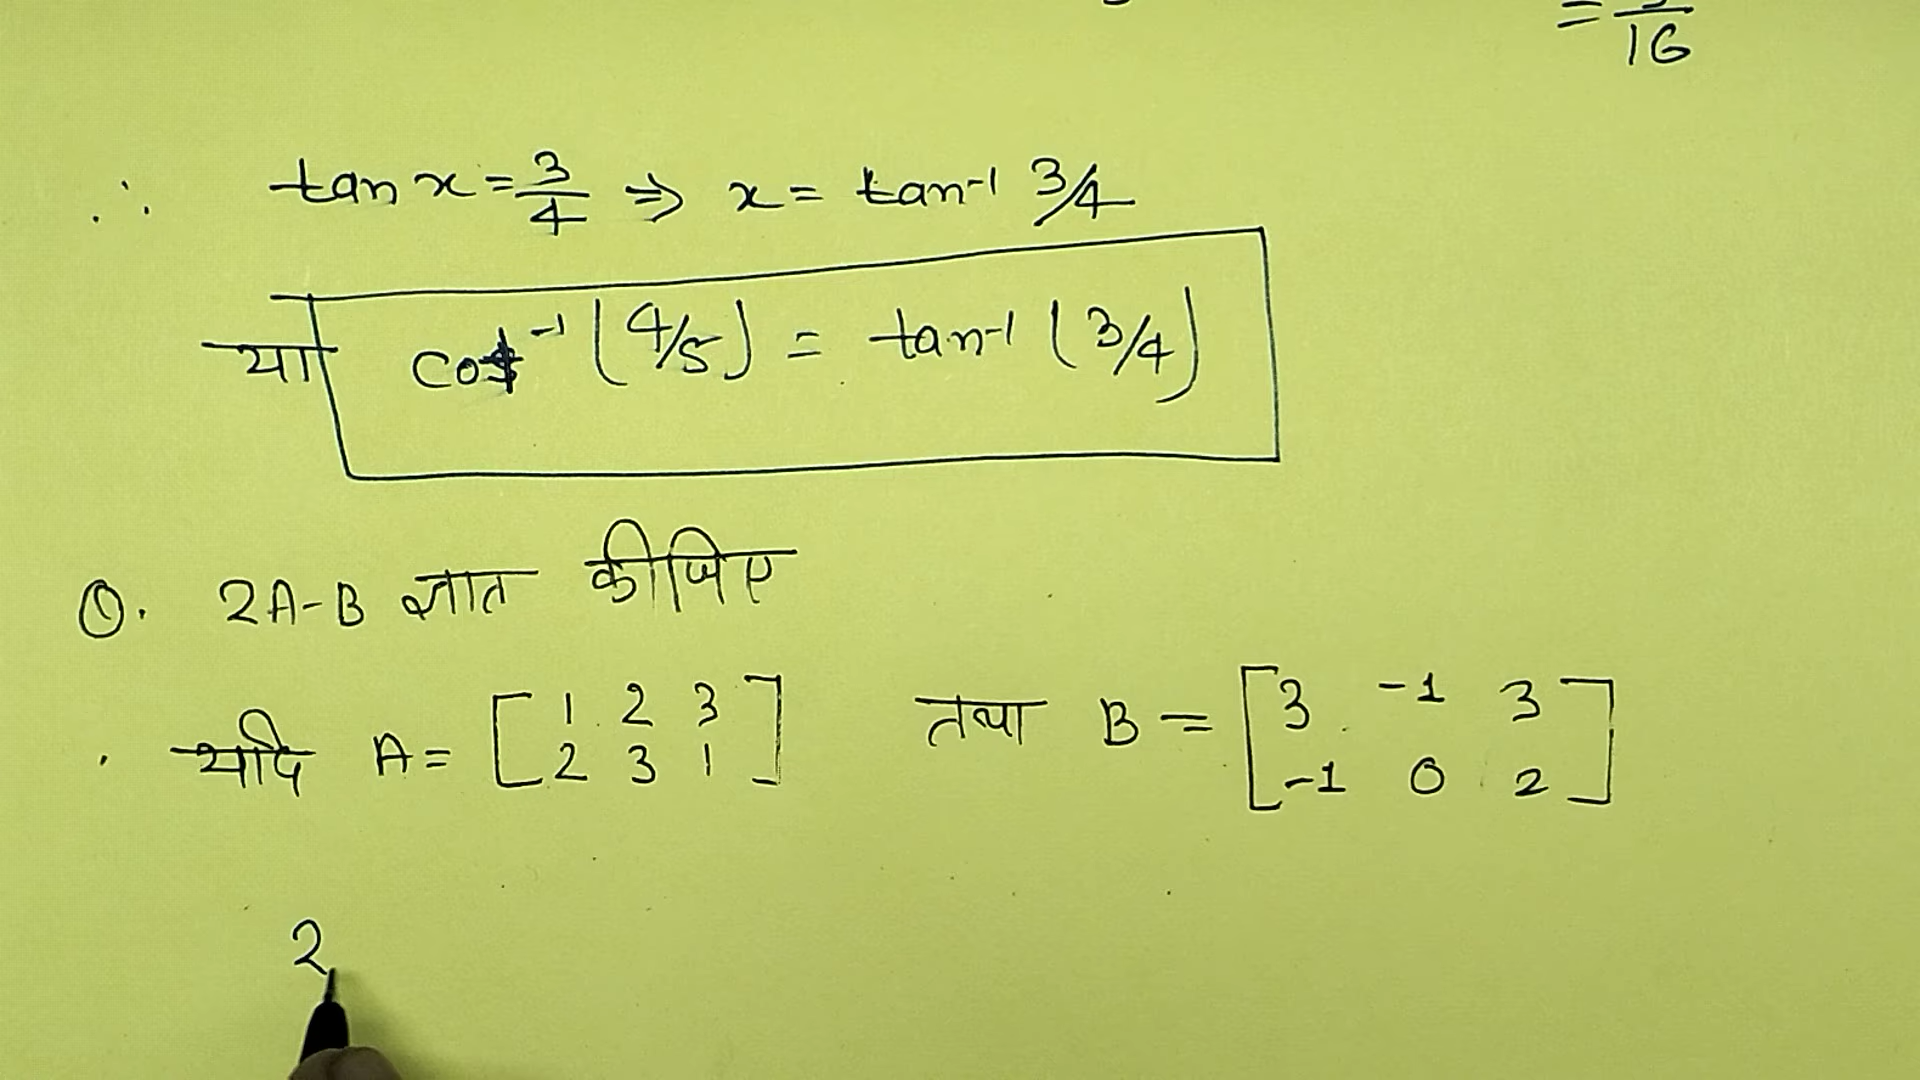 = /16
∴ tan x = 3/4 ⇒ x = tan-1 3/4
या cos-1 (4/5) = tan-1 (3/4)
Q. 2A-B ज्ञात कीजिए
यदि A = [1 2 3 तथा B = [3 -1 3
2 3 1] -1 0 2]
2